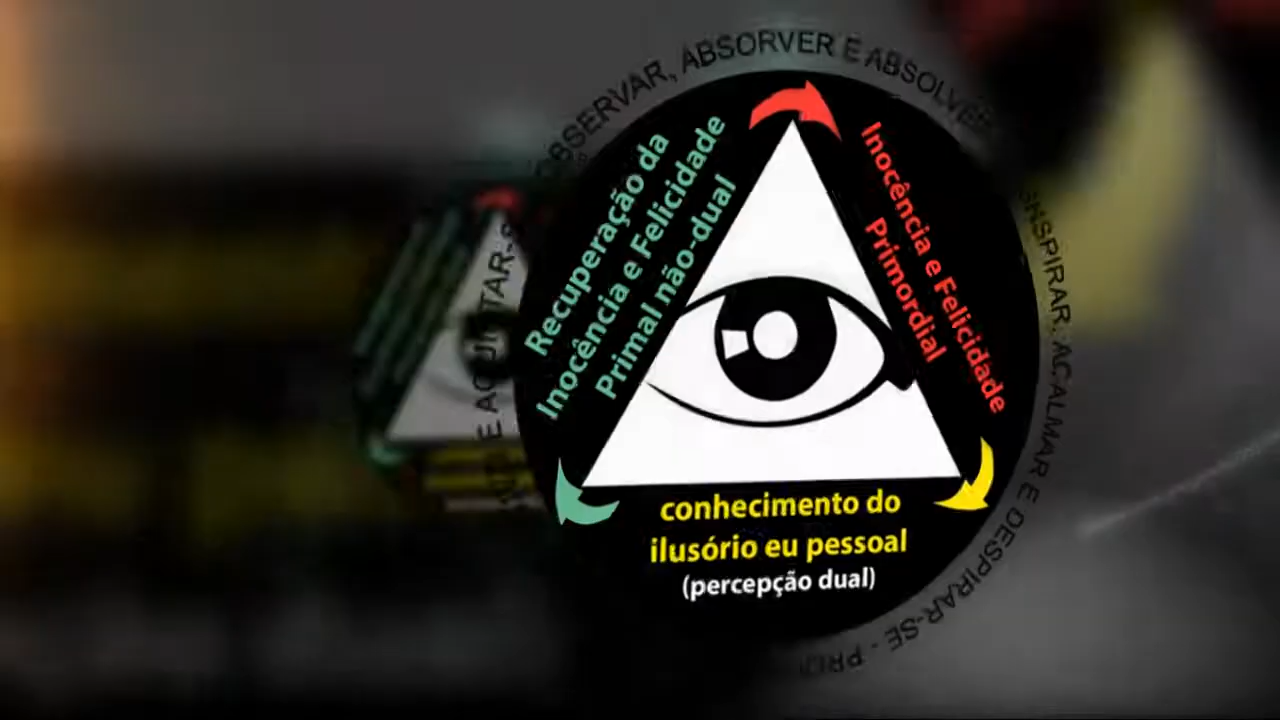 OBSERVAR, ABSORVER E ABSOLVER
Recuperação da
Inocência e Felicidade
Primal não-dual
Inocência e Felicidade
Primordial
conhecimento do
ilusório eu pessoal
(percepção dual)
ACALMAR E DESPIRAR-SE -